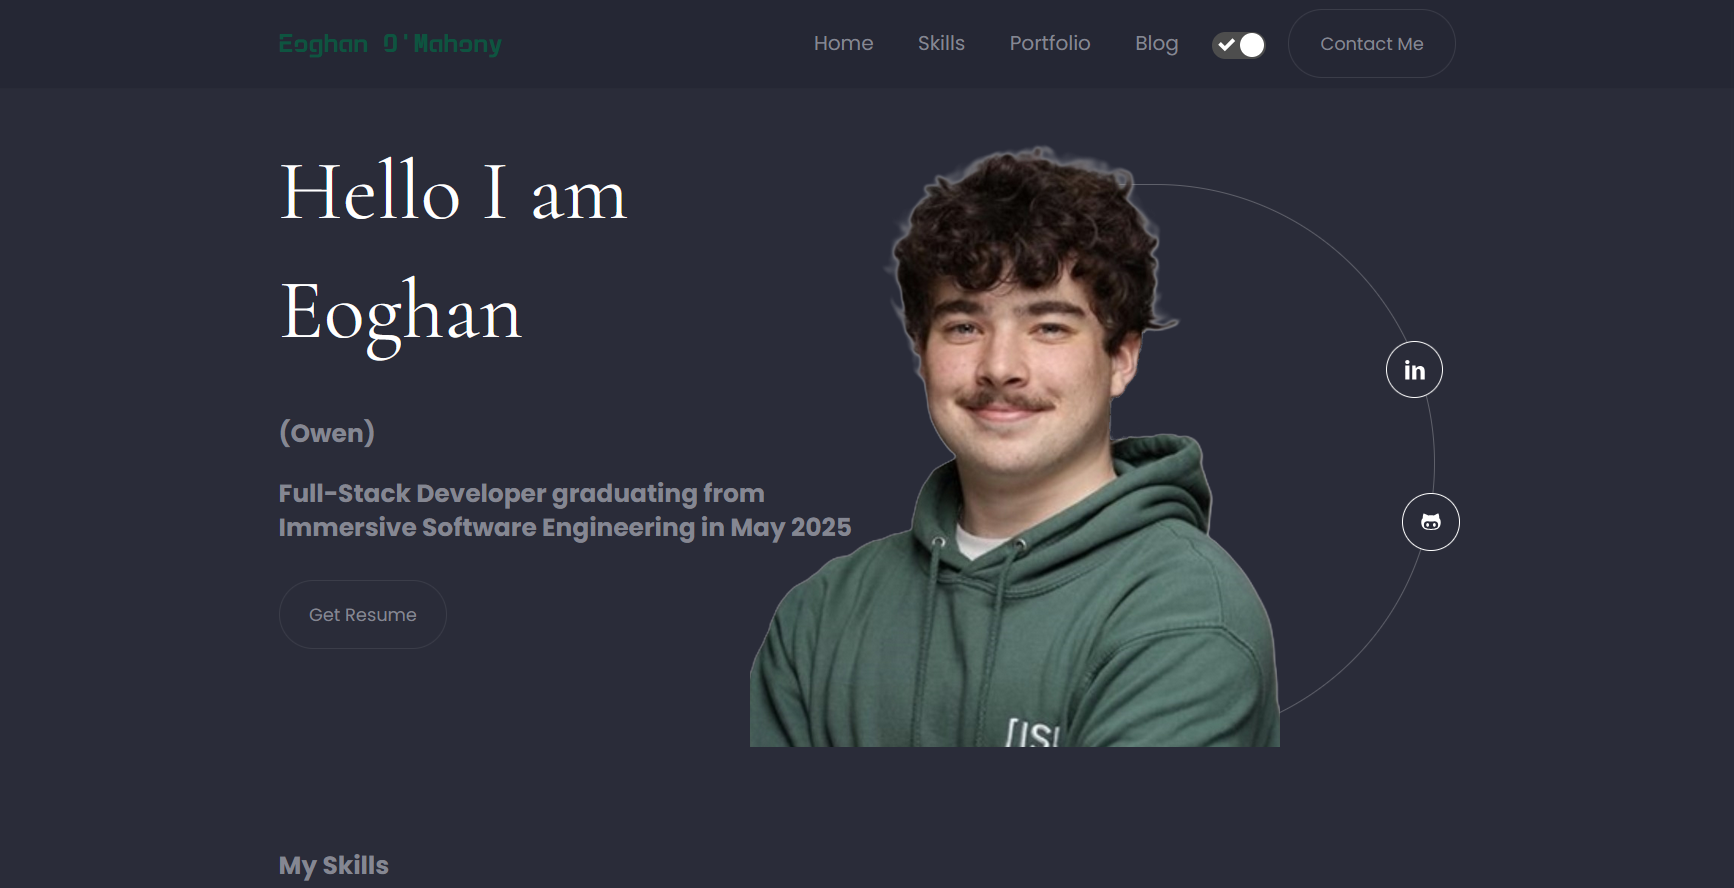 Eoghan O'Mahony
Home
Skills
Portfolio
Blog
Contact Me
Hello I am
Eoghan
(Owen)
Full-Stack Developer graduating from
Immersive Software Engineering in May 2025
Get Resume
in
My Skills